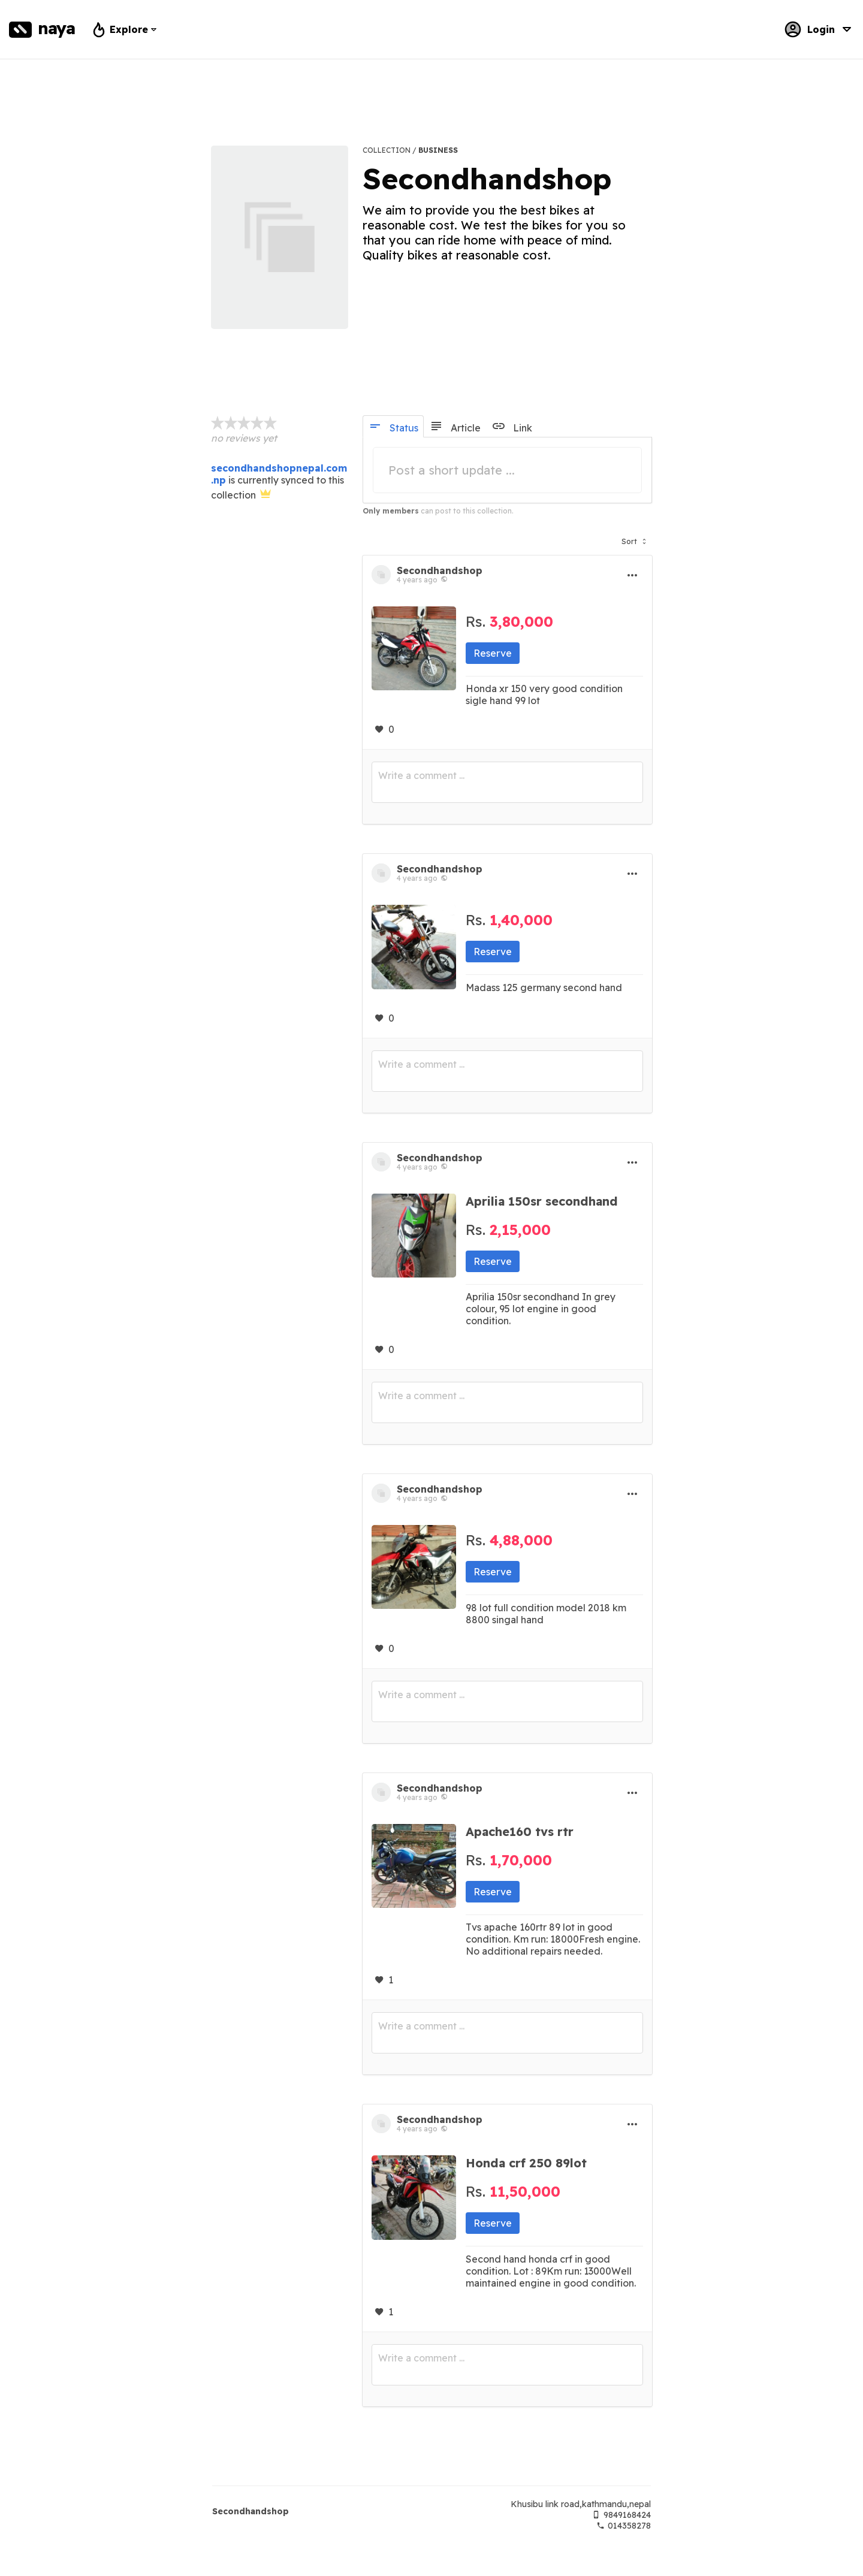 naya
Explore
Login
COLLECTION / BUSINESS
Secondhandshop
We aim to provide you the best bikes at
reasonable cost. We test the bikes for you so
that you can ride home with peace of mind.
Quality bikes at reasonable cost.
no reviews yet
secondhandshopnepal.com
.np is currently synced to this
collection
Status
Article
Link
Post a short update ...
Only members can post to this collection.
Sort
Secondhandshop
4 years ago
Rs. 3,80,000
Reserve
Honda xr 150 very good condition
sigle hand 99 lot
0
Write a comment ...
Secondhandshop
4 years ago
Rs. 1,40,000
Reserve
Madass 125 germany second hand
0
Write a comment ...
Secondhandshop
4 years ago
Aprilia 150sr secondhand
Rs. 2,15,000
Reserve
Aprilia 150sr secondhand In grey
colour, 95 lot engine in good
condition.
0
Write a comment ...
Secondhandshop
4 years ago
Rs. 4,88,000
Reserve
98 lot full condition model 2018 km
8800 singal hand
0
Write a comment ...
Secondhandshop
4 years ago
Apache160 tvs rtr
Rs. 1,70,000
Reserve
Tvs apache 160rtr 89 lot in good
condition. Km run: 18000Fresh engine.
No additional repairs needed.
1
Write a comment ...
Secondhandshop
4 years ago
Honda crf 250 89lot
Rs. 11,50,000
Reserve
Second hand honda crf in good
condition. Lot : 89Km run: 13000Well
maintained engine in good condition.
1
Write a comment ...
Secondhandshop
Khusibu link road,kathmandu,nepal
9849168424
014358278